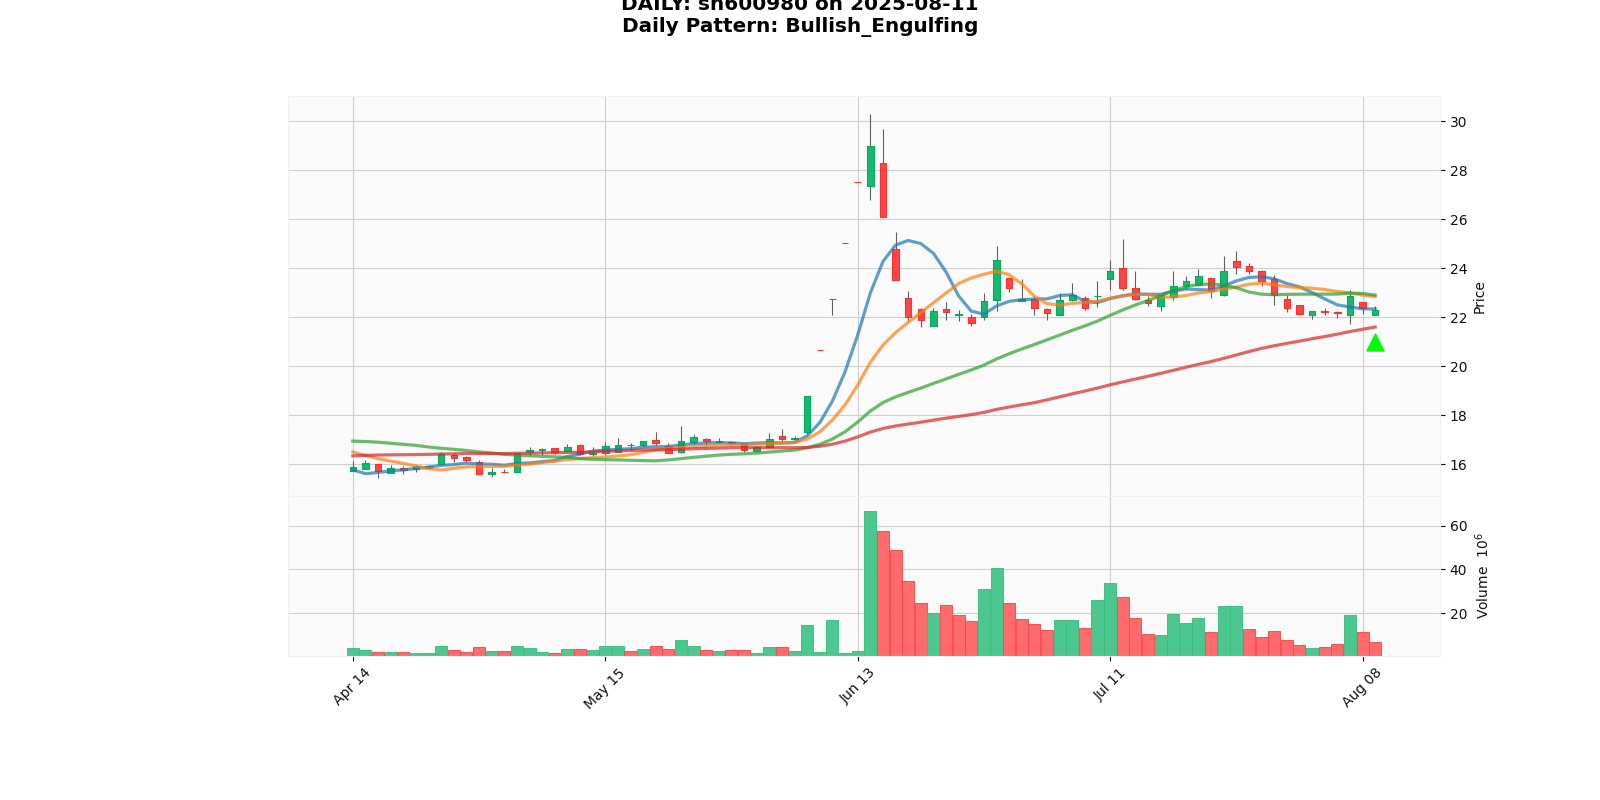 DAILY: sh600980 on 2025-08-11
Daily Pattern: Bullish_Engulfing
30
28
26
24
22
20
18
16
Price
60
40
20
Volume 10⁶
Apr 14
May 15
Jun 13
Jul 11
Aug 08